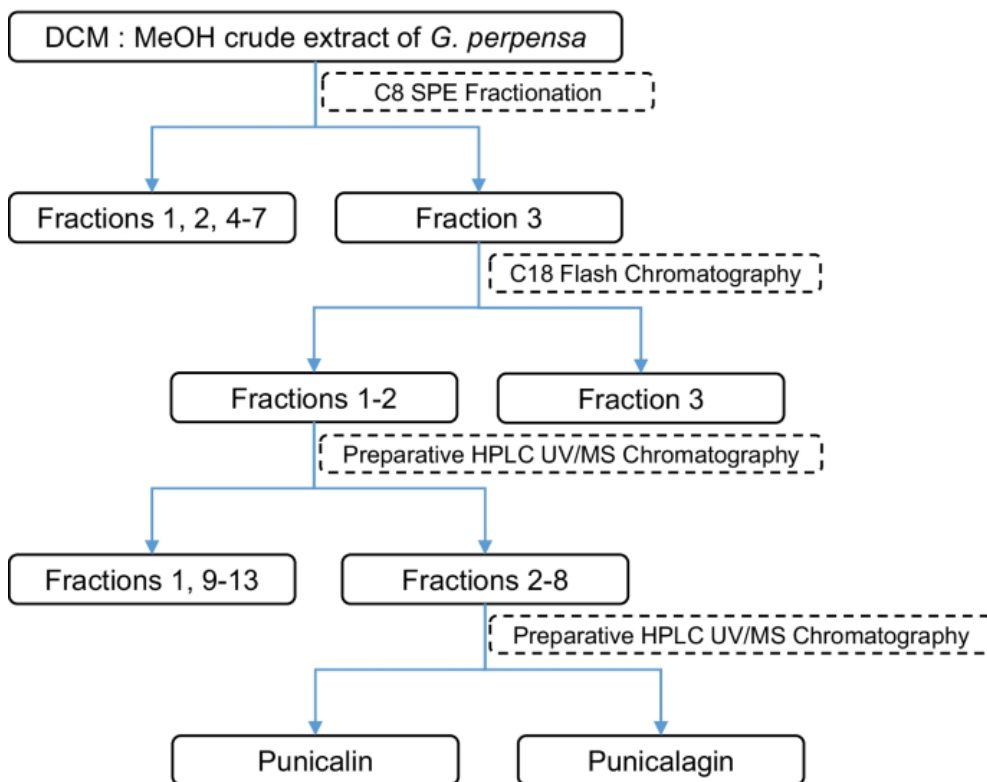 DCM : MeOH crude extract of G. perpensa
C8 SPE Fractionation
Fractions 1, 2, 4-7
Fraction 3
C18 Flash Chromatography
Fractions 1-2
Fraction 3
Preparative HPLC UV/MS Chromatography
Fractions 1, 9-13
Fractions 2-8
Preparative HPLC UV/MS Chromatography
Punicalin
Punicalagin